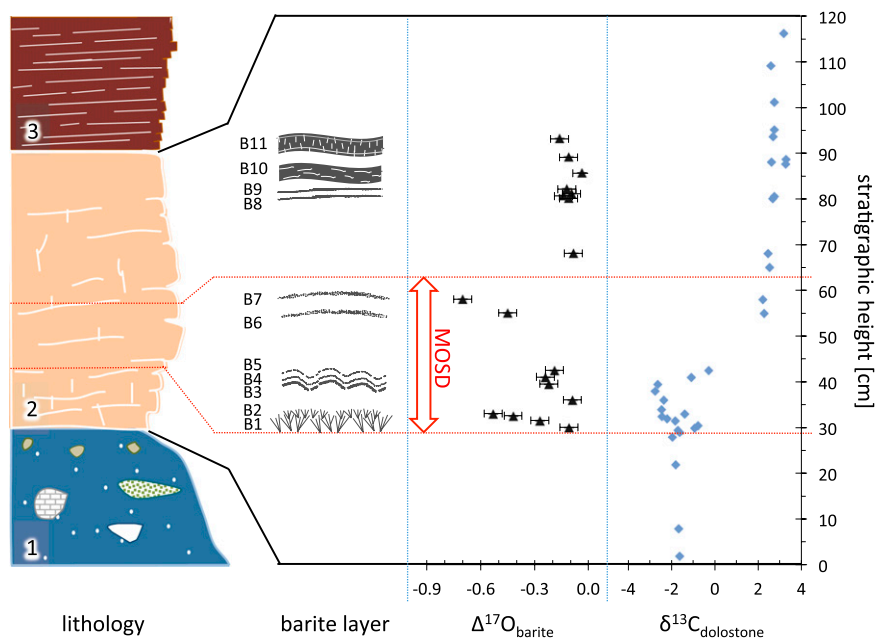 3
2
1
B11
B10
B9
B8
B7
B6
B5
B4
B3
B2
B1
MOSD
120
110
100
90
80
70
60
50
40
30
20
10
0
stratigraphic height [cm]
-0.9 -0.6 -0.3 0.0 -4 -2 0 2 4
lithology barite layer Δ¹⁷O_barite δ¹³C_dolostone